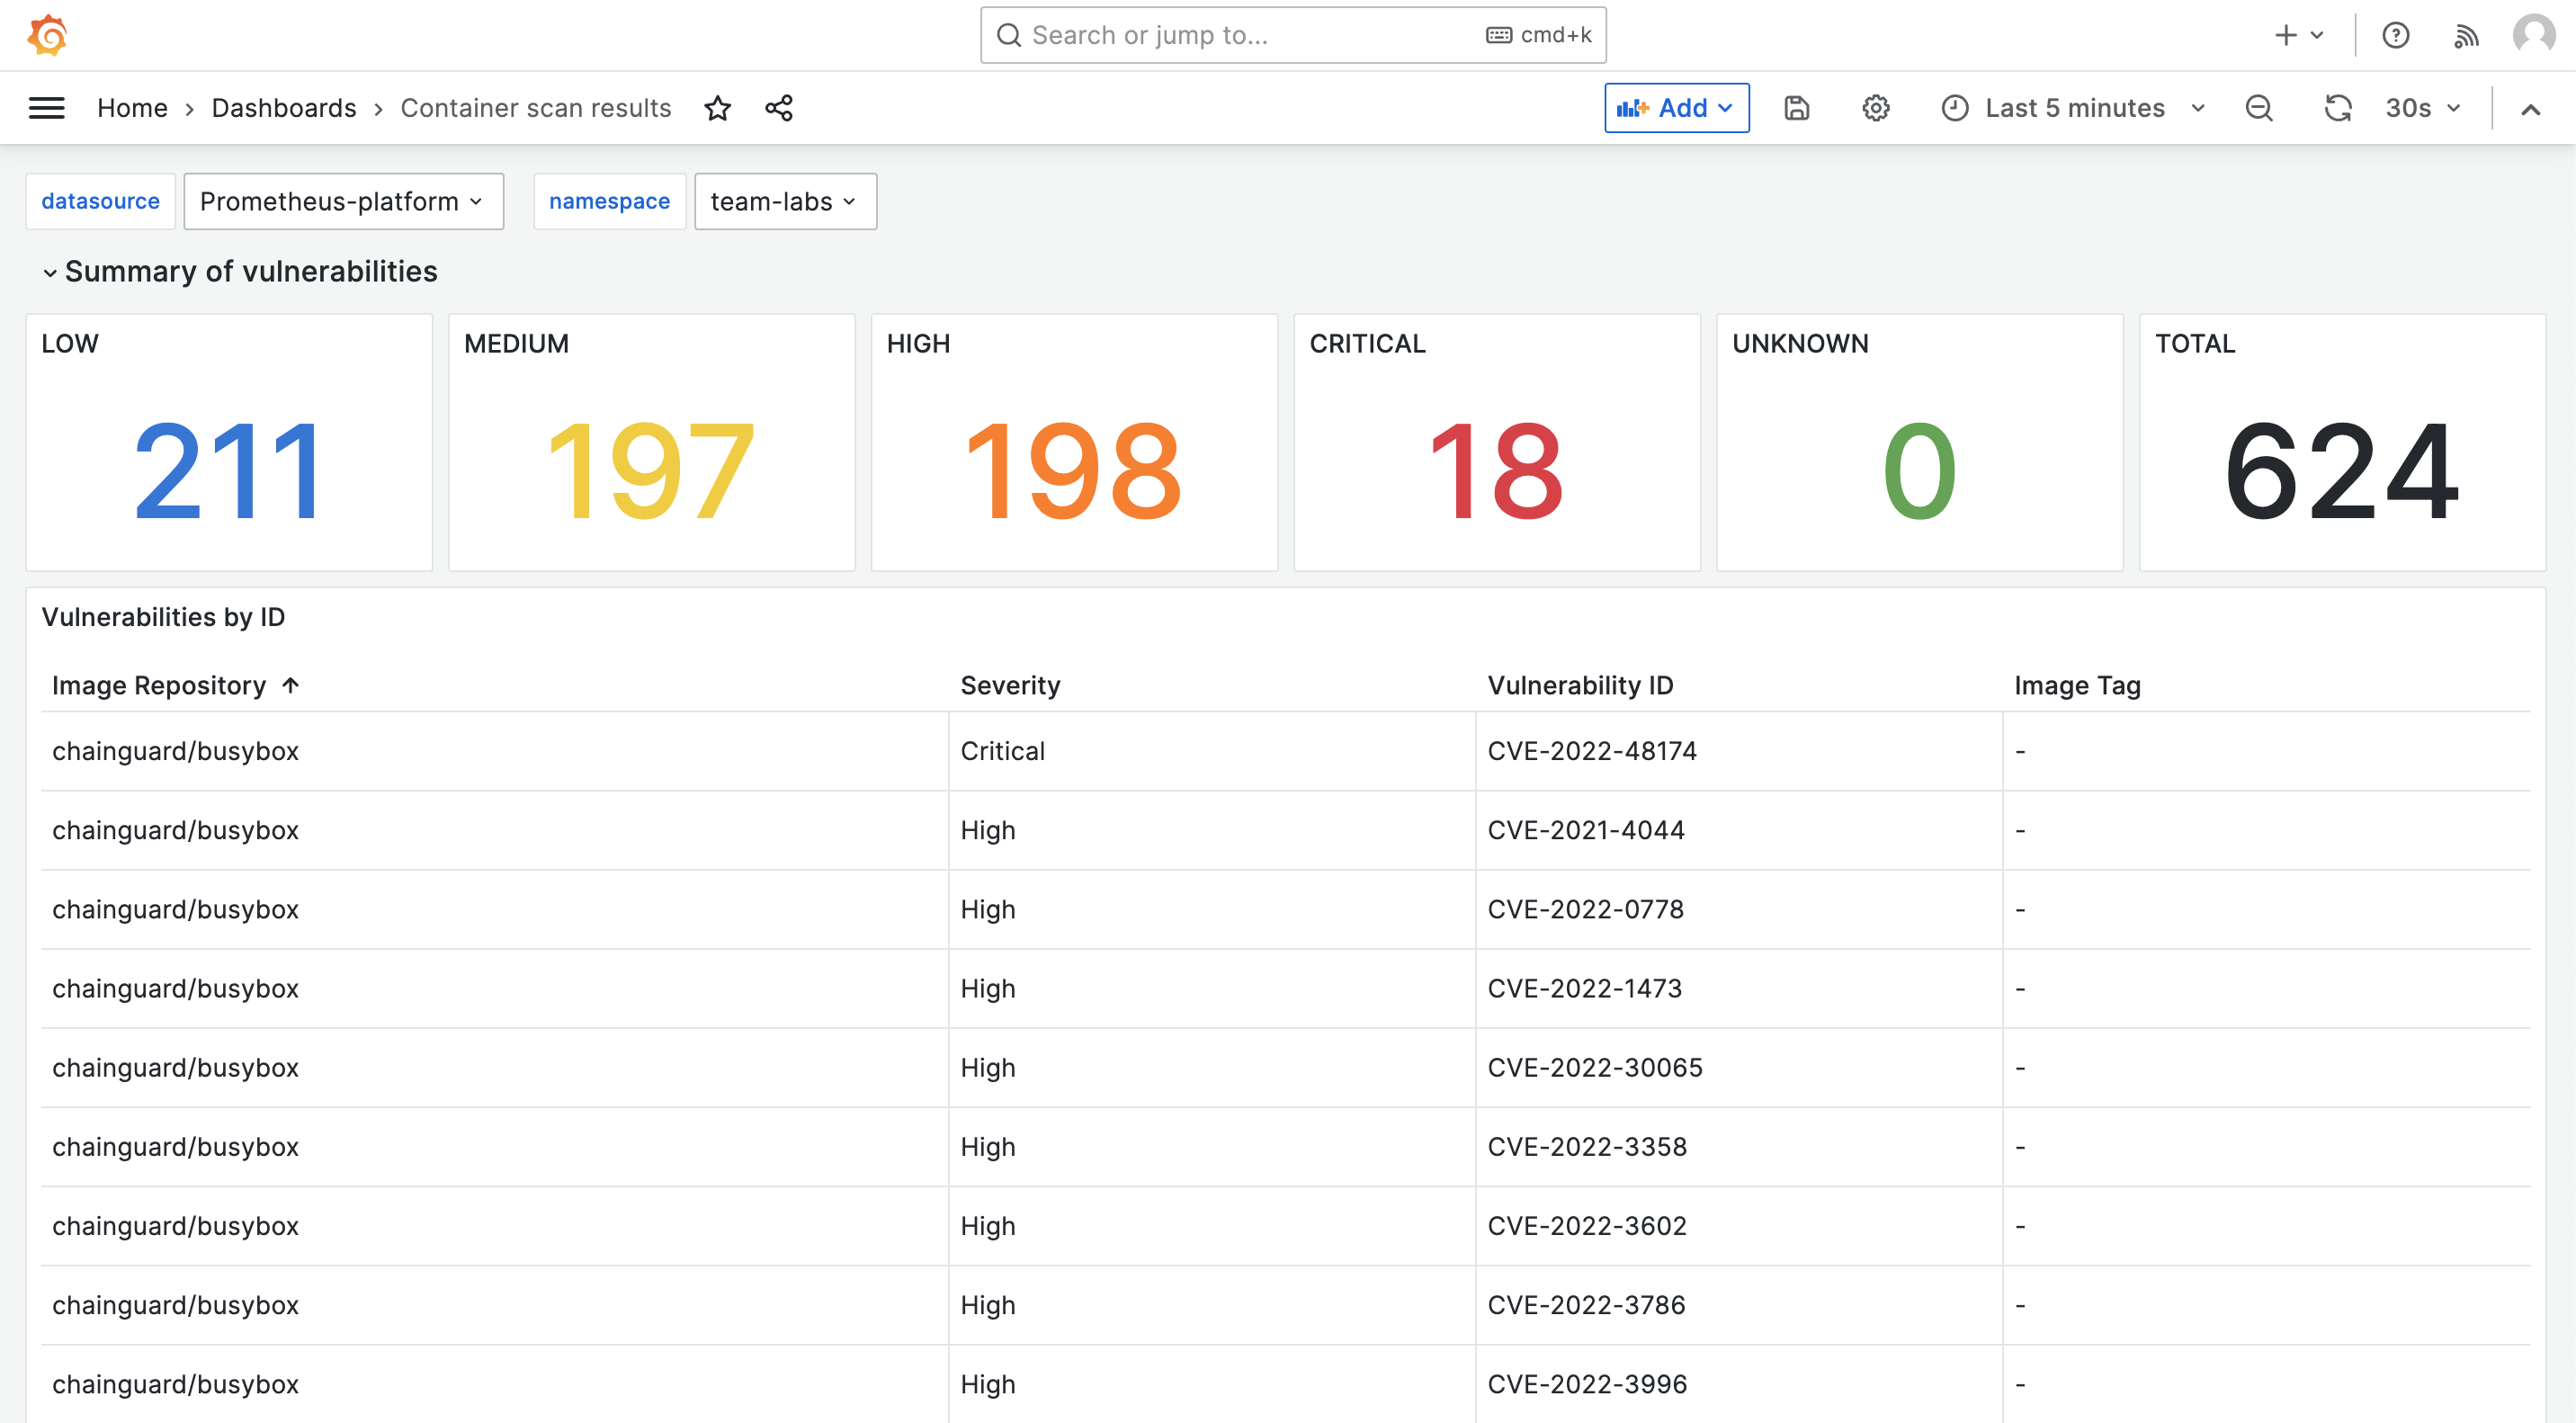 Search or jump to... cmd+k
Home › Dashboards › Container scan results Add Last 5 minutes 30s
datasource Prometheus-platform namespace team-labs
Summary of vulnerabilities
LOW MEDIUM HIGH CRITICAL UNKNOWN TOTAL
211 197 198 18 0 624
Vulnerabilities by ID
Image Repository ↑ Severity Vulnerability ID Image Tag
chainguard/busybox Critical CVE-2022-48174 -
chainguard/busybox High CVE-2021-4044 -
chainguard/busybox High CVE-2022-0778 -
chainguard/busybox High CVE-2022-1473 -
chainguard/busybox High CVE-2022-30065 -
chainguard/busybox High CVE-2022-3358 -
chainguard/busybox High CVE-2022-3602 -
chainguard/busybox High CVE-2022-3786 -
chainguard/busybox High CVE-2022-3996 -